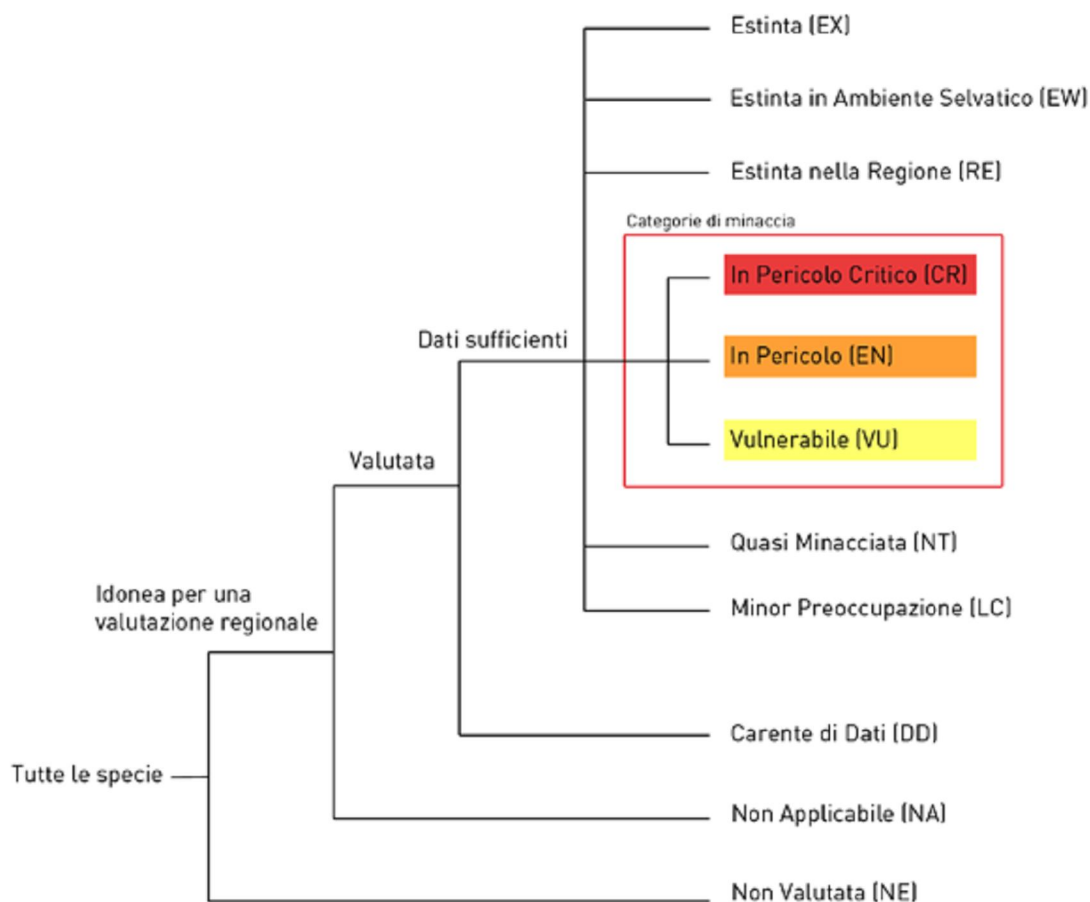 Estinta (EX)
Estinta in Ambiente Selvatico (EW)
Estinta nella Regione (RE)
Categorie di minaccia
In Pericolo Critico (CR)
Dati sufficienti
In Pericolo (EN)
Vulnerabile (VU)
Valutata
Quasi Minacciata (NT)
Idonea per una
valutazione regionale
Minor Preoccupazione (LC)
Carente di Dati (DD)
Tutte le specie
Non Applicabile (NA)
Non Valutata (NE)